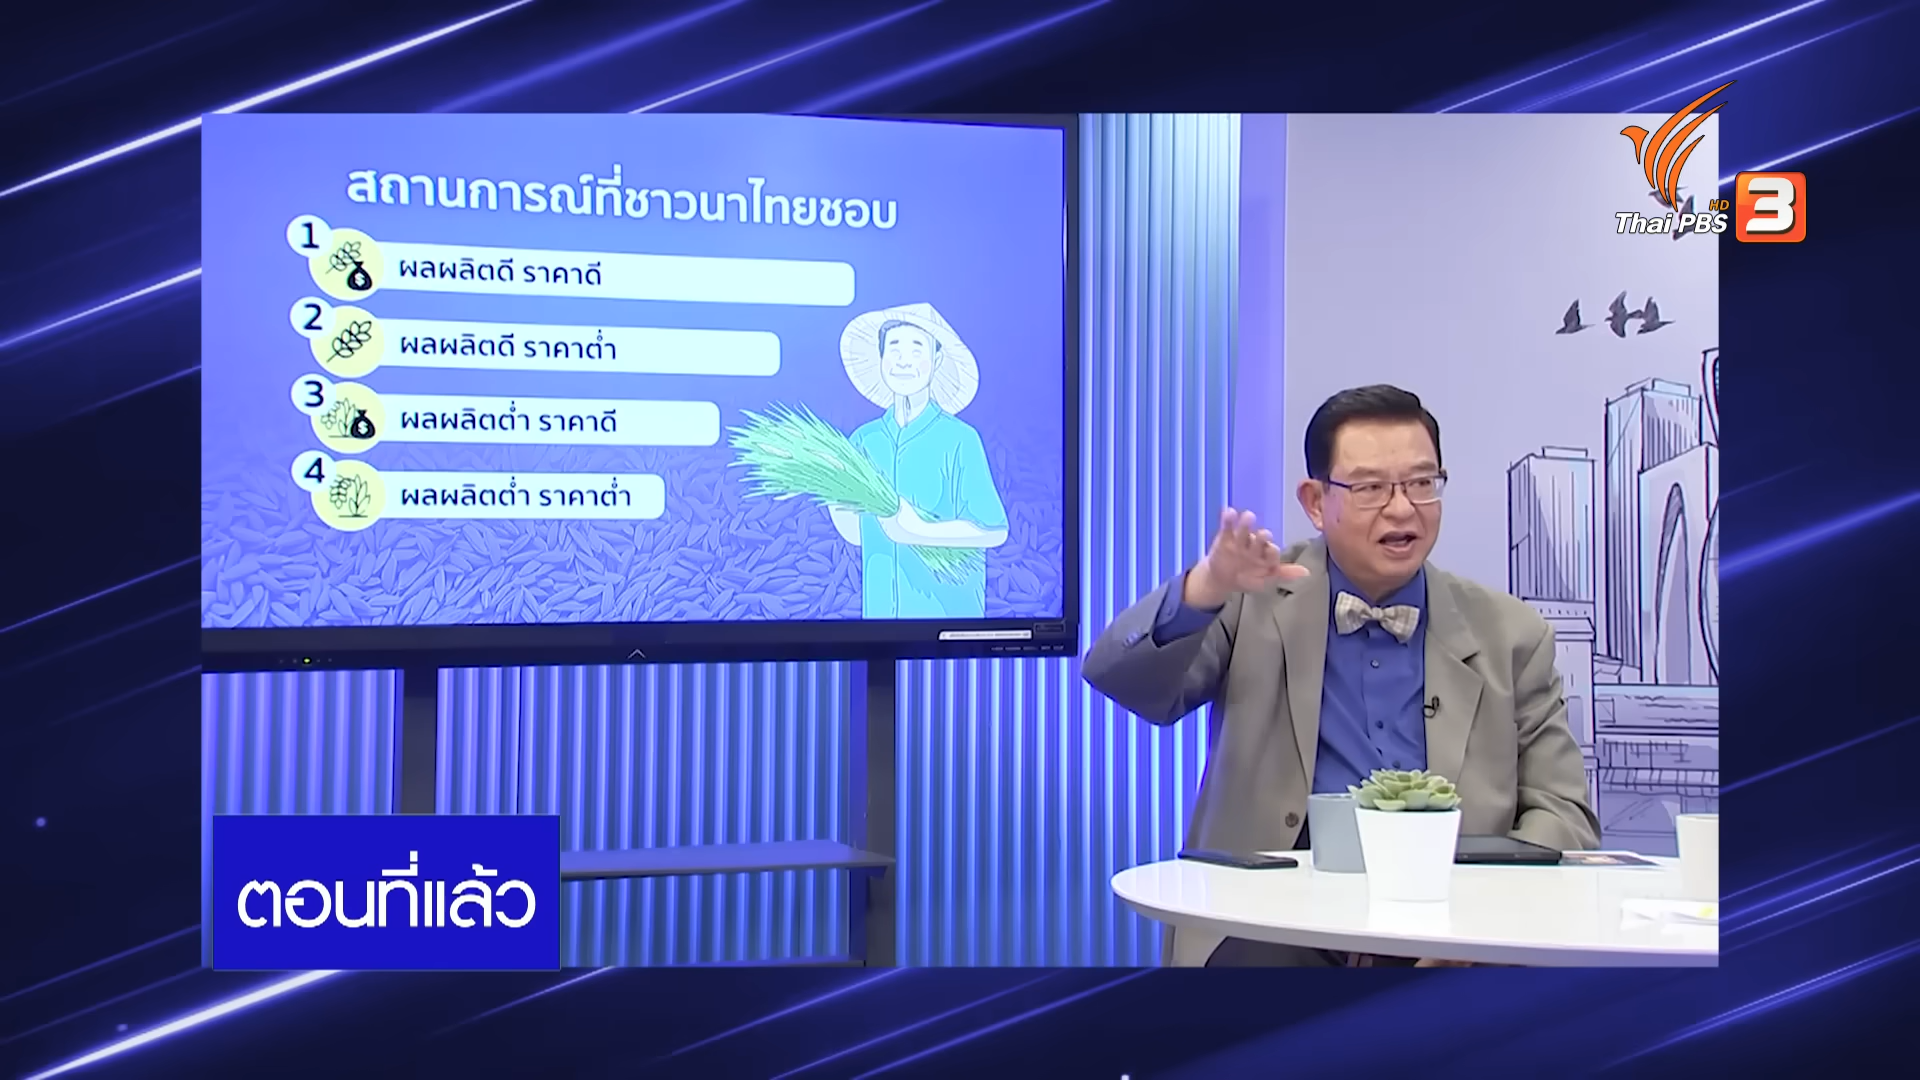 สถานการณ์ที่ชาวนาไทยชอบ
1 ผลผลิตดี ราคาดี
2 ผลผลิตดี ราคาต่ำ
3 ผลผลิตต่ำ ราคาดี
4 ผลผลิตต่ำ ราคาต่ำ
HD
Thai PBS 3
ตอนที่แล้ว